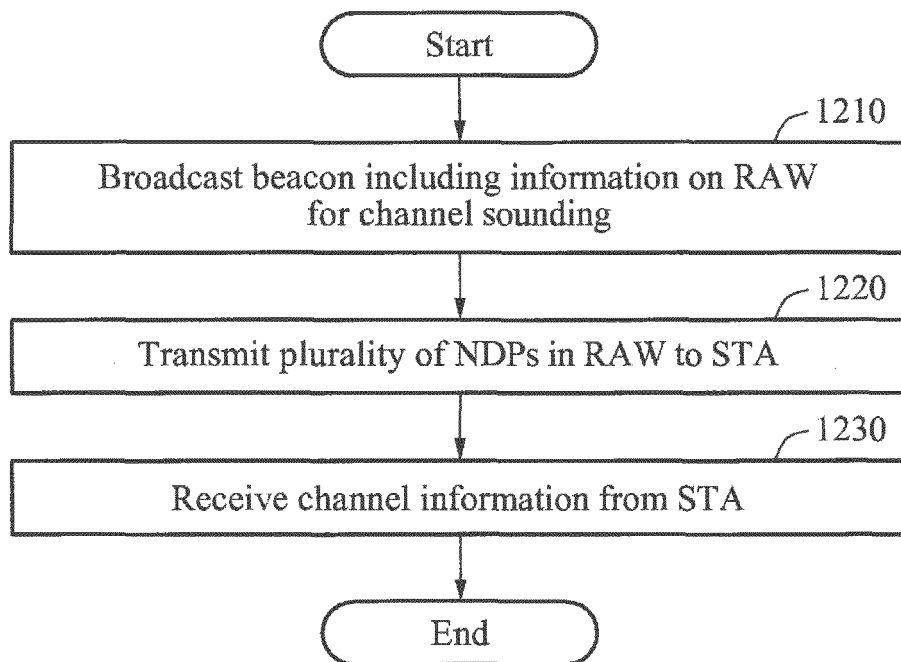 Start
1210
Broadcast beacon including information on RAW
for channel sounding
1220
Transmit plurality of NDPs in RAW to STA
1230
Receive channel information from STA
End